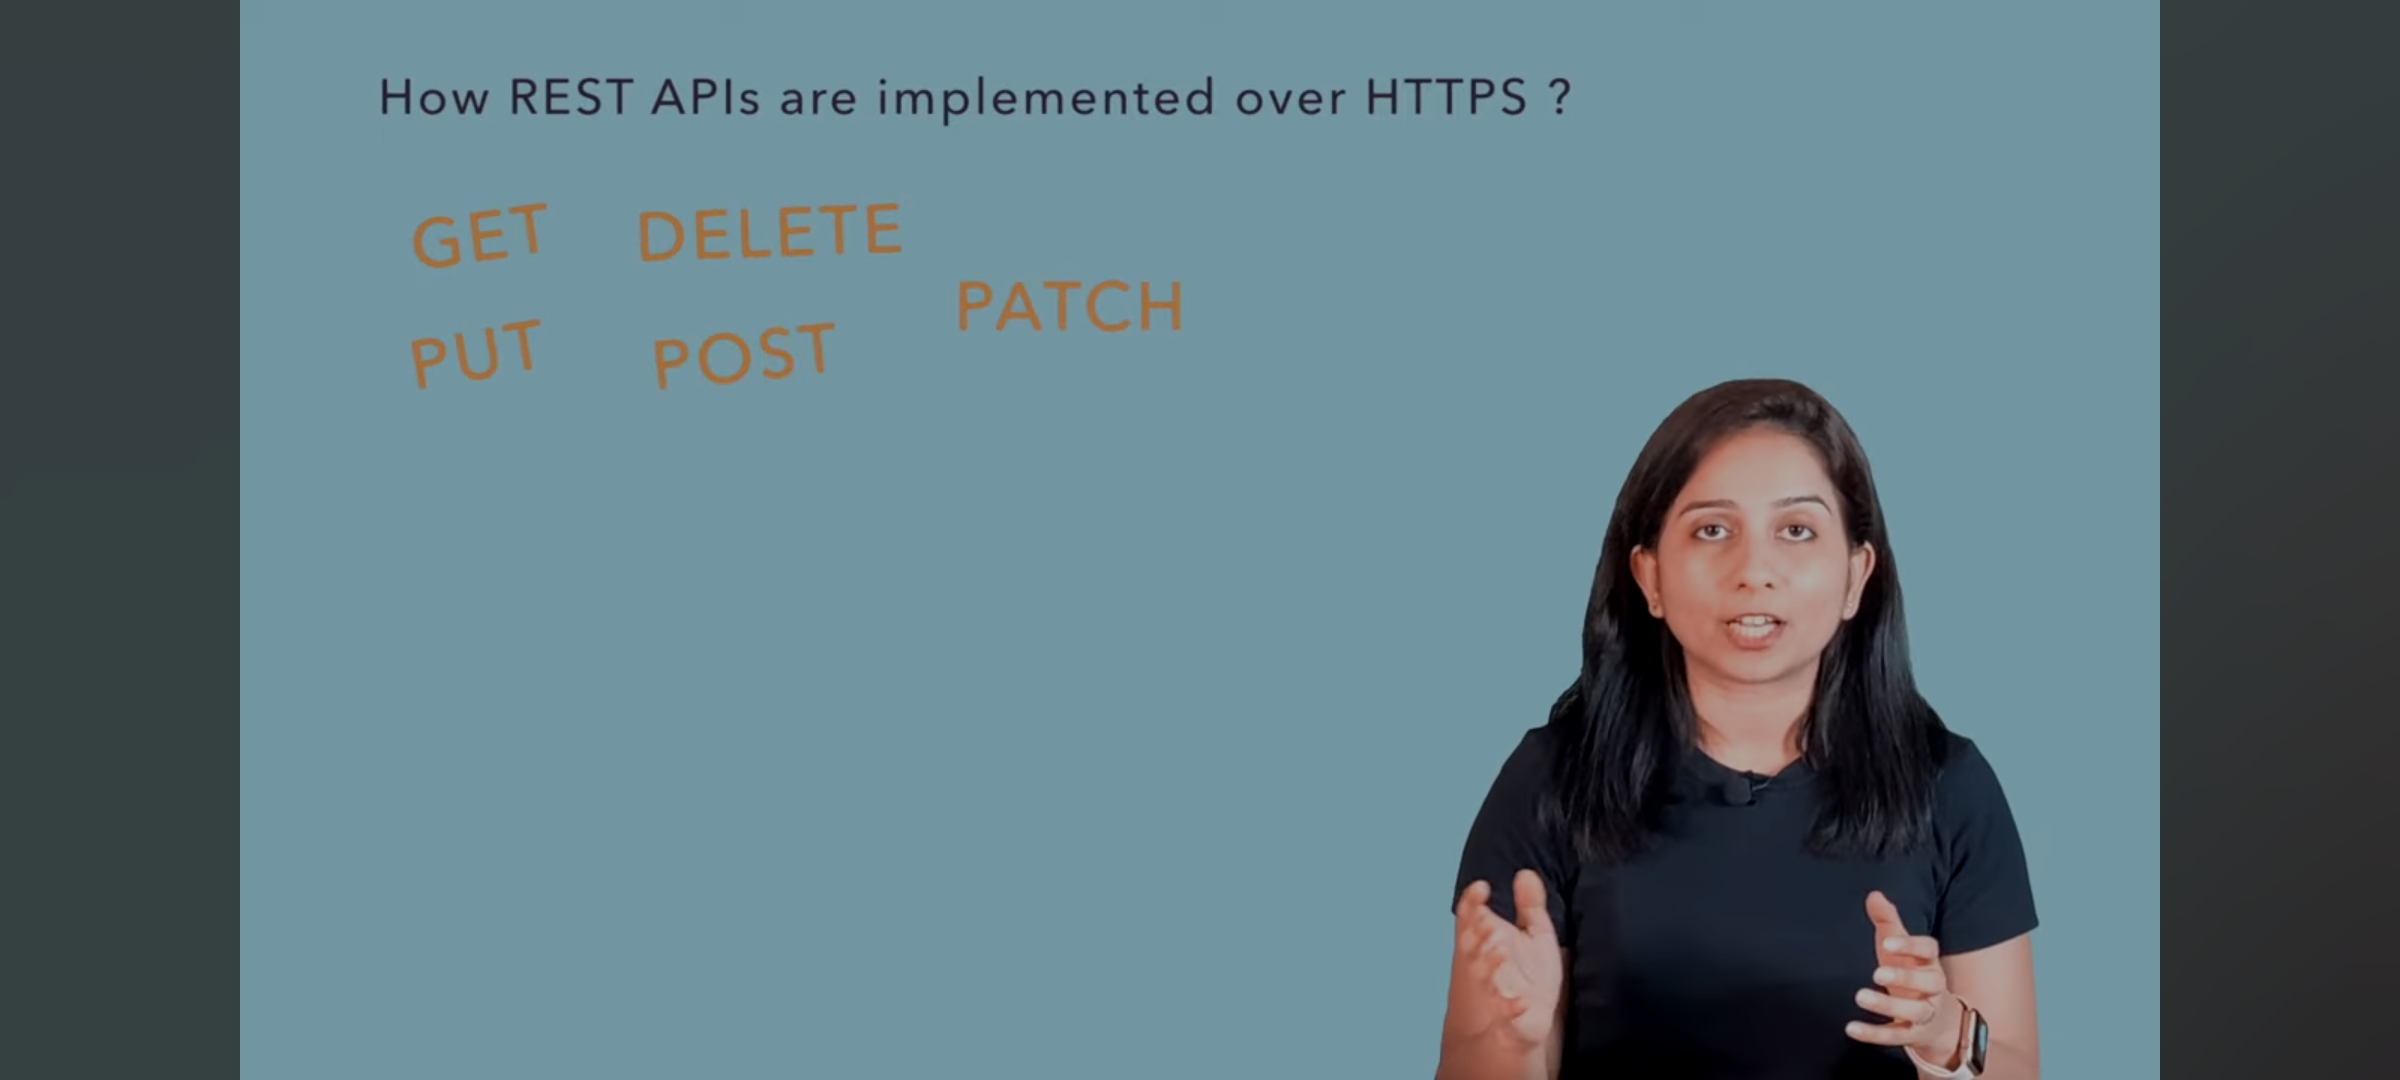 How REST APIs are implemented over HTTPS ?
GET DELETE
PATCH
PUT POST